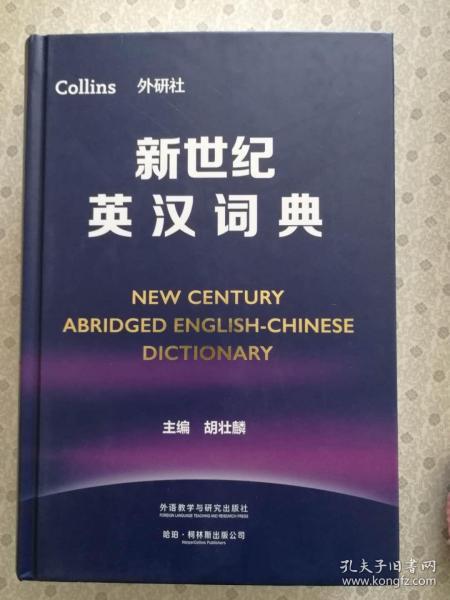 Collins 外研社
新世纪
英汉词典
NEW CENTURY
ABRIDGED ENGLISH-CHINESE
DICTIONARY
主编 胡壮麟
外语教学与研究出版社
FOREIGN LANGUAGE TEACHING AND RESEARCH PRESS
哈珀·柯林斯出版公司
HarperCollins Publishers
孔夫子旧书网
www.kongfz.com